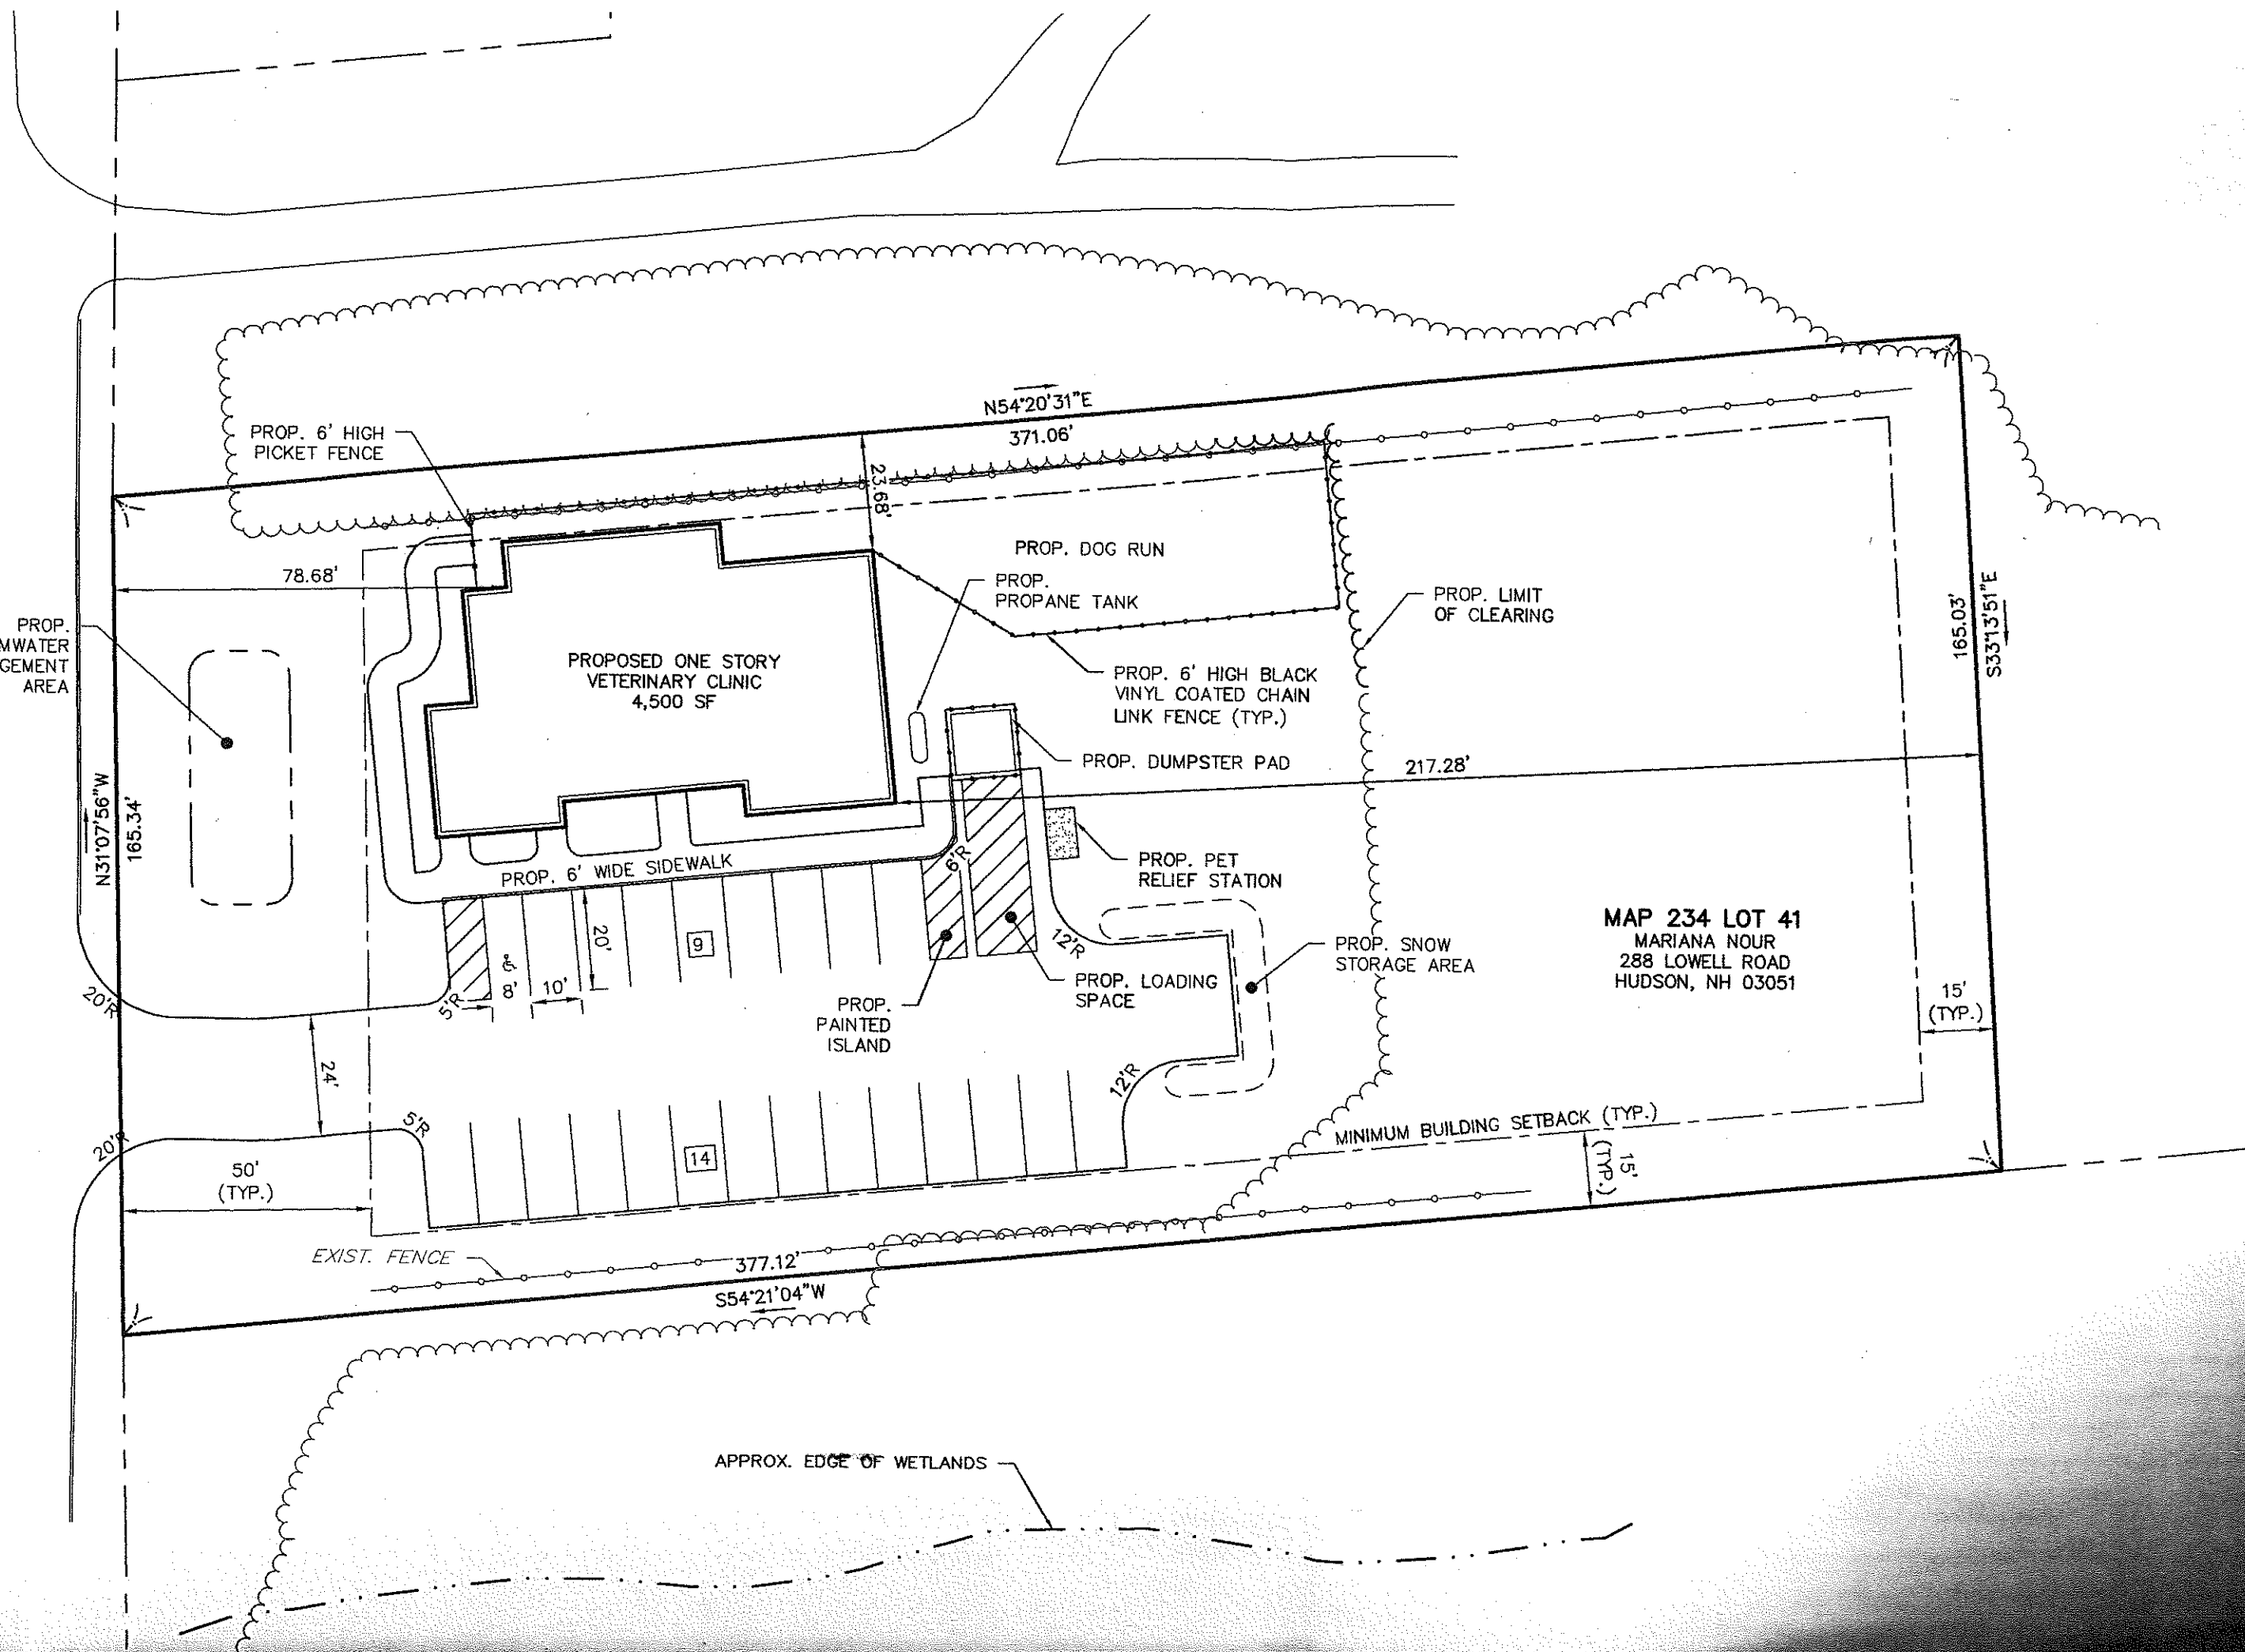 N54°20'31"E
371.06'
PROP. 6' HIGH
PICKET FENCE
23.68'
PROP. DOG RUN
78.68'
PROP.
PROPANE TANK
PROP. LIMIT
OF CLEARING
165.03'
S33°13'51"E
PROP.
MWATER
GEMENT
AREA
PROPOSED ONE STORY
VETERINARY CLINIC
4,500 SF
PROP. 6' HIGH BLACK
VINYL COATED CHAIN
LINK FENCE (TYP.)
PROP. DUMPSTER PAD
217.28'
N31°07'56"W
165.34'
PROP. 6' WIDE SIDEWALK
6'R
PROP. PET
RELIEF STATION
MAP 234 LOT 41
MARIANA NOUR
288 LOWELL ROAD
HUDSON, NH 03051
9
20'
12'R
PROP. SNOW
STORAGE AREA
8'
10'
PROP. LOADING
SPACE
PROP.
PAINTED
ISLAND
20'R
5'R
15'
(TYP.)
24'
12'R
5'R
20'R
MINIMUM BUILDING SETBACK (TYP.)
14
15'
(TYP.)
50'
(TYP.)
EXIST. FENCE
377.12'
S54°21'04"W
APPROX. EDGE OF WETLANDS